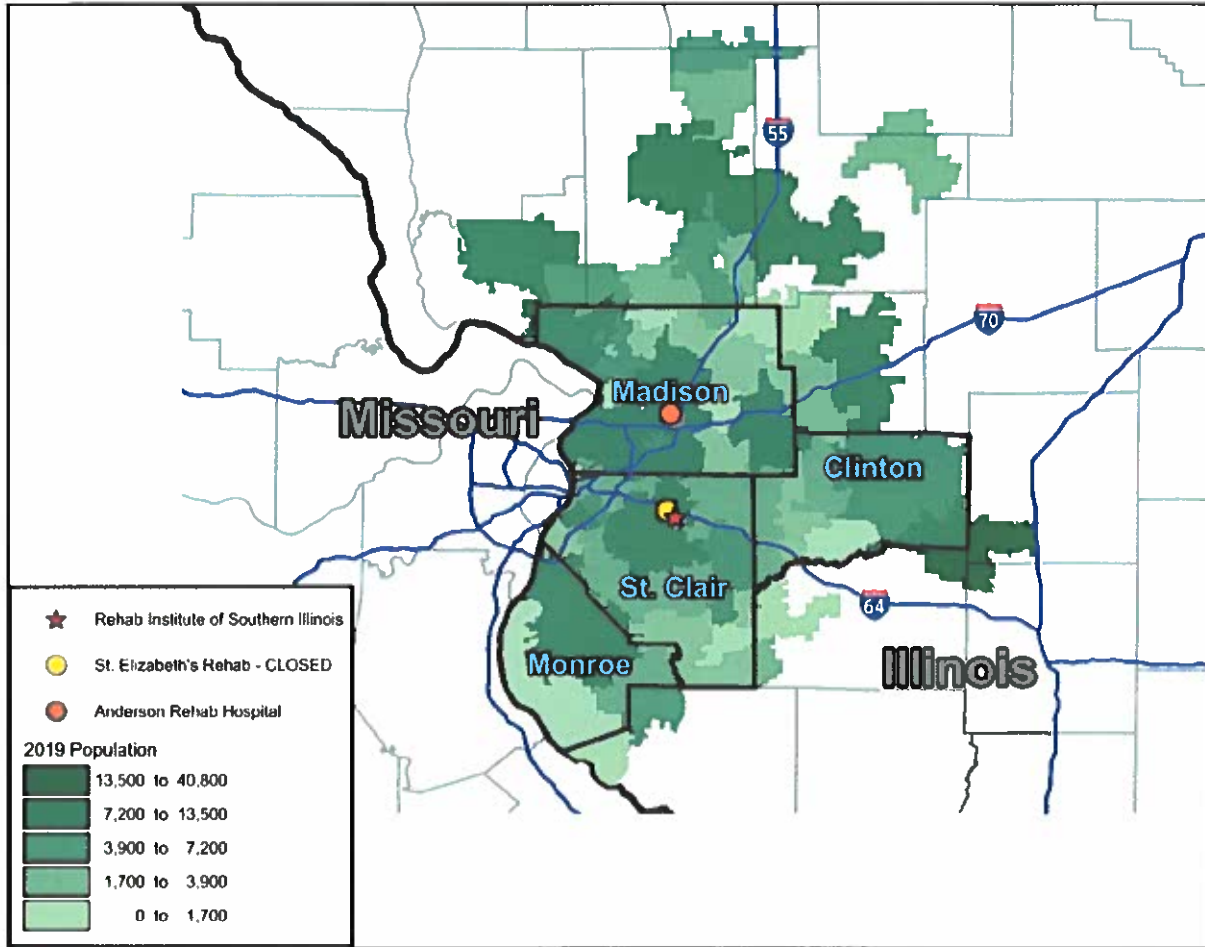 55
70
Madison
Missouri
Clinton
St. Clair
64
Monroe
Illinois
Rehab Institute of Southern Illinois
St. Elizabeth's Rehab - CLOSED
Anderson Rehab Hospital
2019 Population
13,500 to 40,800
7,200 to 13,500
3,900 to 7,200
1,700 to 3,900
0 to 1,700